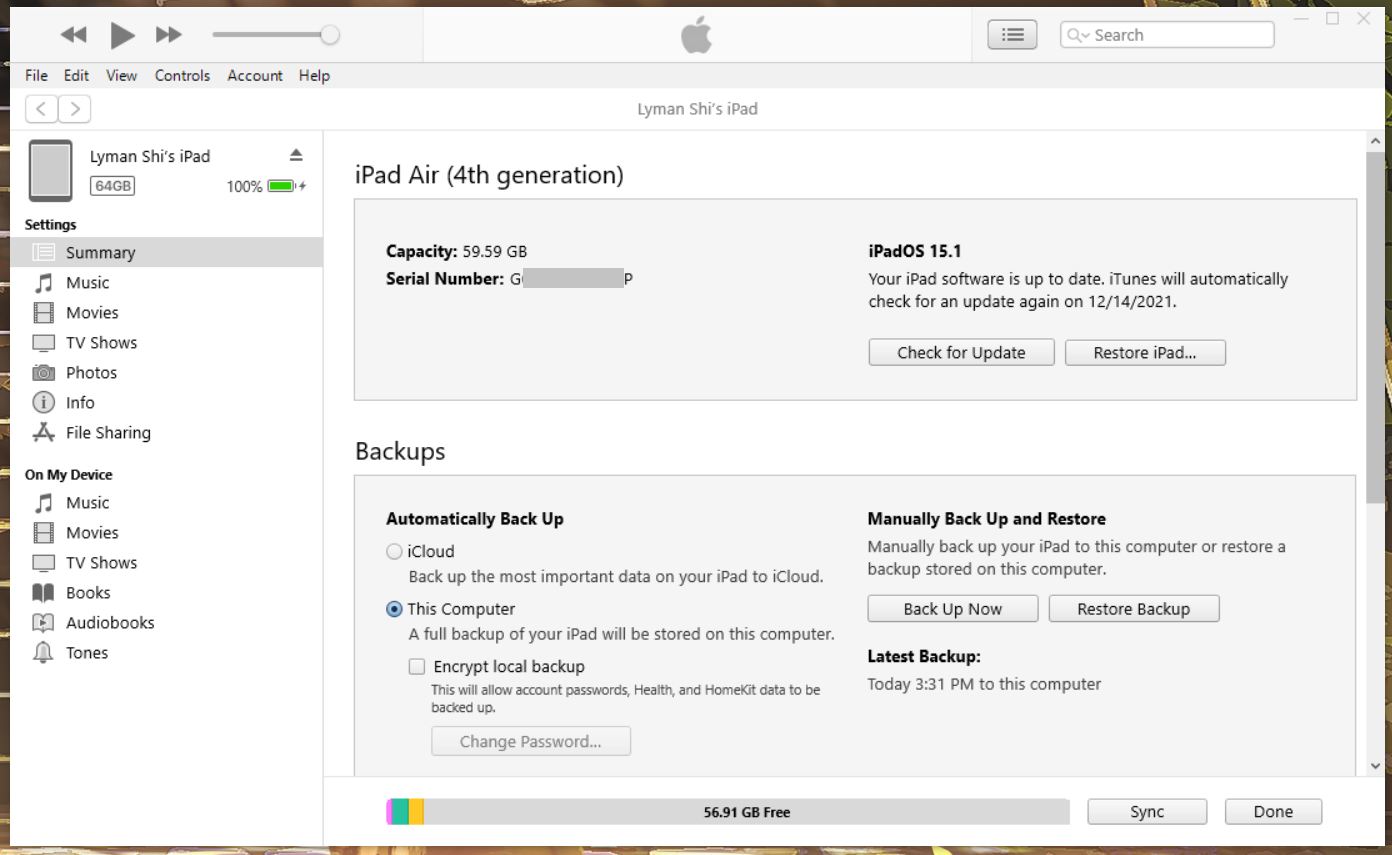 Search
File Edit View Controls Account Help
Lyman Shi's iPad
Lyman Shi's iPad
64GB 100%
Settings
Summary
Music
Movies
TV Shows
Photos
Info
File Sharing
On My Device
Music
Movies
TV Shows
Books
Audiobooks
Tones
iPad Air (4th generation)
Capacity: 59.59 GB
Serial Number: G P
iPadOS 15.1
Your iPad software is up to date. iTunes will automatically
check for an update again on 12/14/2021.
Check for Update Restore iPad...
Backups
Automatically Back Up
iCloud
Back up the most important data on your iPad to iCloud.
This Computer
A full backup of your iPad will be stored on this computer.
Encrypt local backup
This will allow account passwords, Health, and HomeKit data to be
backed up.
Change Password...
Manually Back Up and Restore
Manually back up your iPad to this computer or restore a
backup stored on this computer.
Back Up Now Restore Backup
Latest Backup:
Today 3:31 PM to this computer
56.91 GB Free Sync Done